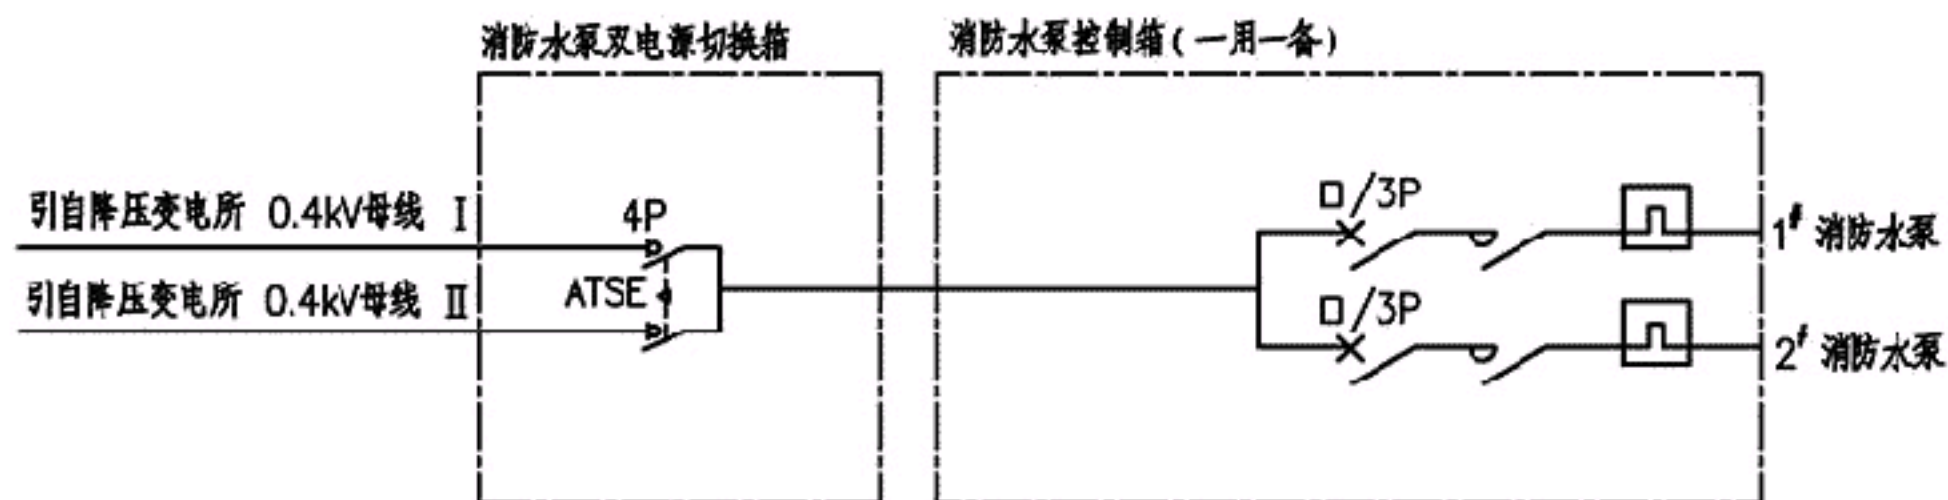 消防水泵双电源切换箱
消防水泵控制箱(一用一备)
引自降压变电所 0.4kV母线 I
4P
引自降压变电所 0.4kV母线 II
ATSE
□/3P
1# 消防水泵
□/3P
2# 消防水泵